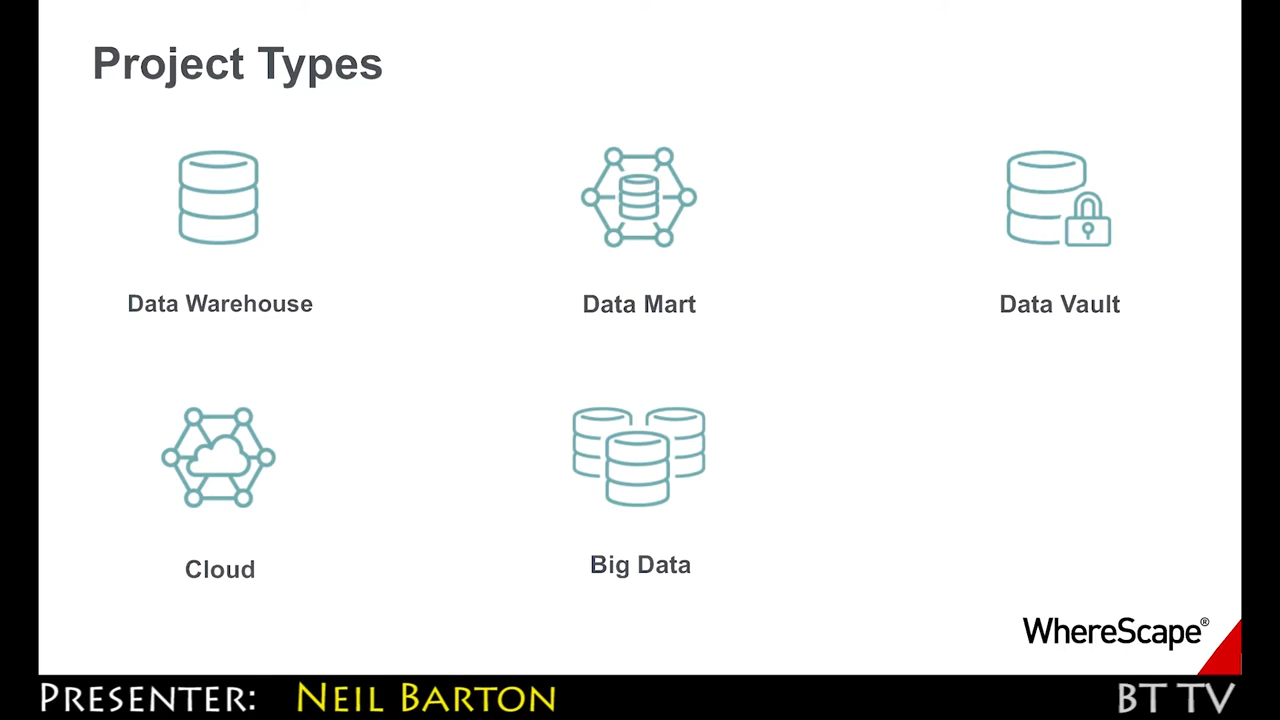 Project Types
Data Warehouse
Data Mart
Data Vault
Cloud
Big Data
WhereScape®
PRESENTER: NEIL BARTON
BT TV